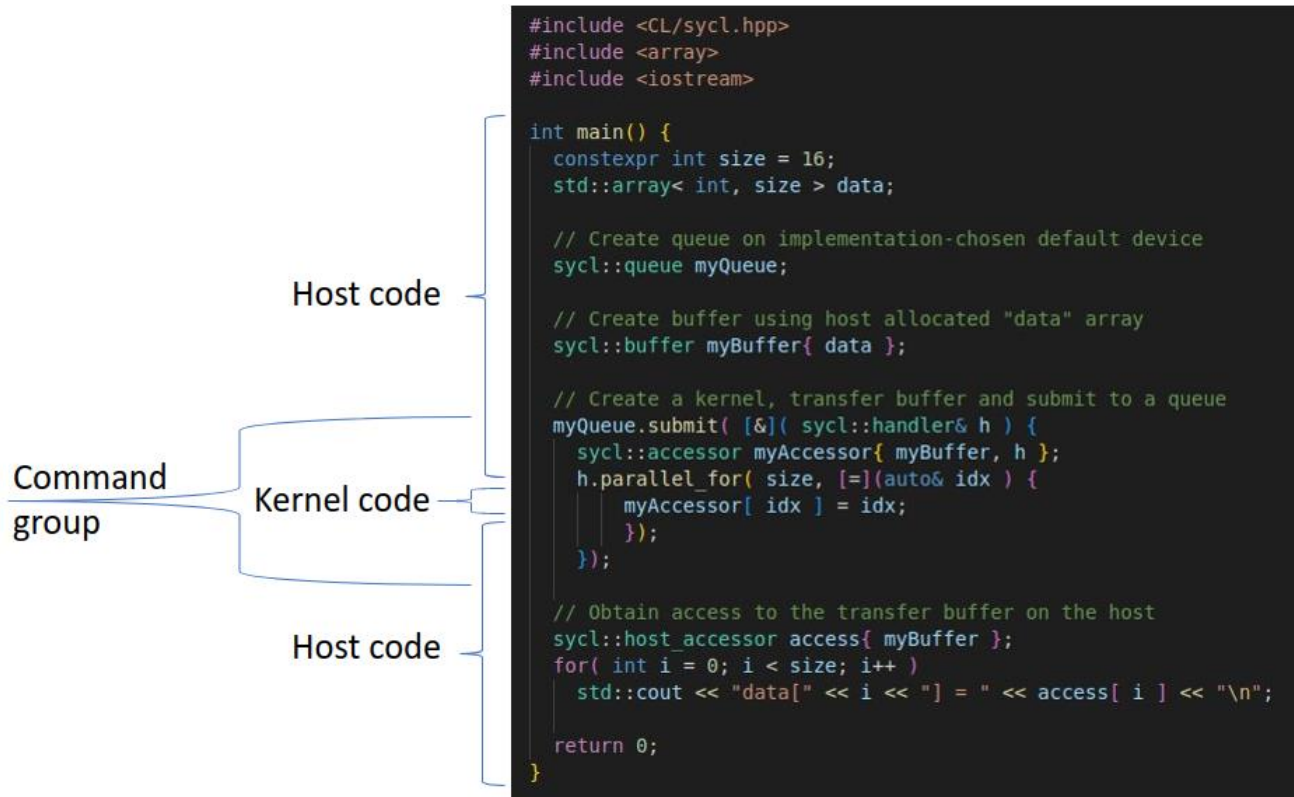 #include <CL/sycl.hpp>
#include <array>
#include <iostream>
int main() {
constexpr int size = 16;
std::array< int, size > data;
// Create queue on implementation-chosen default device
sycl::queue myQueue;
Host code
// Create buffer using host allocated "data" array
sycl::buffer myBuffer{ data };
// Create a kernel, transfer buffer and submit to a queue
myQueue.submit( [&]( sycl::handler& h ) {
sycl::accessor myAccessor{ myBuffer, h };
h.parallel_for( size, [=](auto& idx ) {
Command
group
Kernel code
myAccessor[ idx ] = idx;
});
});
// Obtain access to the transfer buffer on the host
sycl::host_accessor access{ myBuffer };
Host code
for( int i = 0; i < size; i++ )
std::cout << "data[" << i << "] = " << access[ i ] << "\n";
return 0;
}